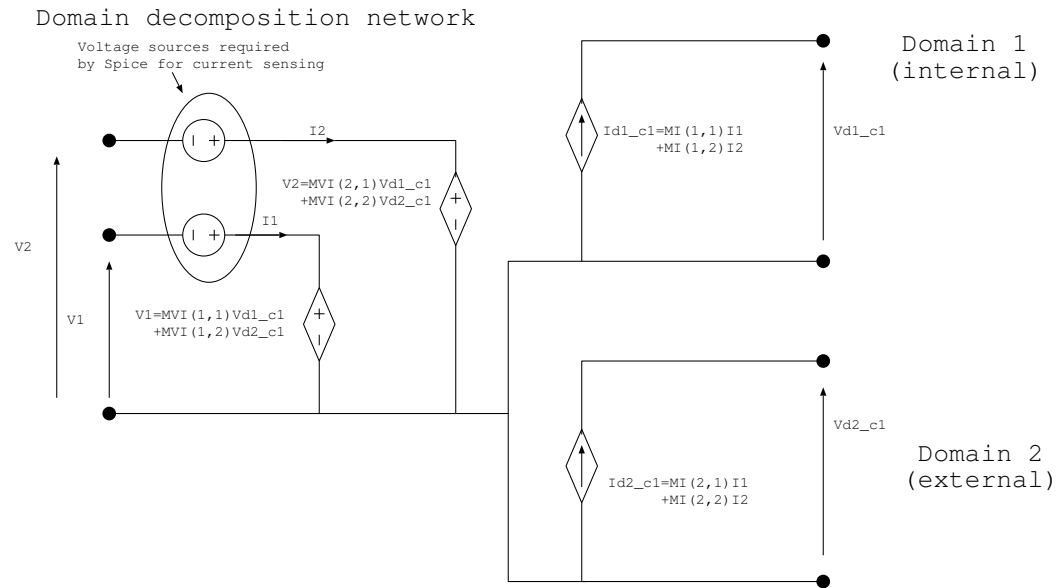 Domain decomposition network
Voltage sources required
by Spice for current sensing
I2
V2=MVI(2,1)Vd1_c1
+MVI(2,2)Vd2_c1
I1
V2
V1
V1=MVI(1,1)Vd1_c1
+MVI(1,2)Vd2_c1
Domain 1
(internal)
Id1_c1=MI(1,1)I1
+MI(1,2)I2
Vd1_c1
Vd2_c1
Domain 2
(external)
Id2_c1=MI(2,1)I1
+MI(2,2)I2